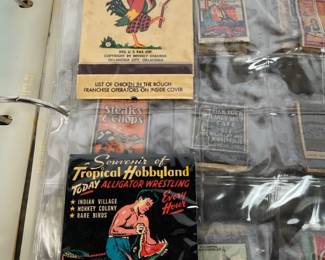 REG. U.S. PAT. OFF.
COPYRIGHT BY BEVERLY OSBORNE
OKLAHOMA CITY, OKLAHOMA
LIST OF CHICKEN IN THE ROUGH
FRANCHISE OPERATORS ON INSIDE COVER
Steaks
& Chops
Souvenir of
Tropical Hobbyland
TODAY ALLIGATOR WRESTLING
Every
Hour
★ INDIAN VILLAGE
★ MONKEY COLONY
★ RARE BIRDS